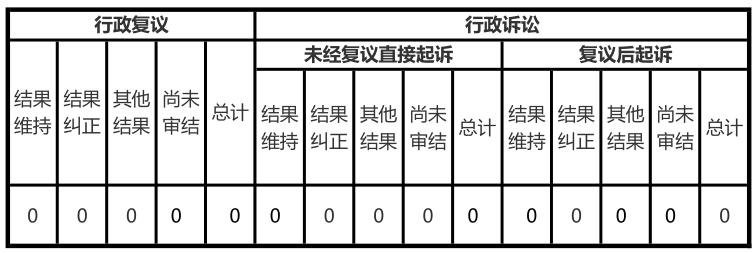 行政复议 行政诉讼
未经复议直接起诉 复议后起诉
结果维持 结果纠正 其他结果 尚未审结 总计 结果维持 结果纠正 其他结果 尚未审结 总计 结果维持 结果纠正 其他结果 尚未审结 总计
0 0 0 0 0 0 0 0 0 0 0 0 0 0 0